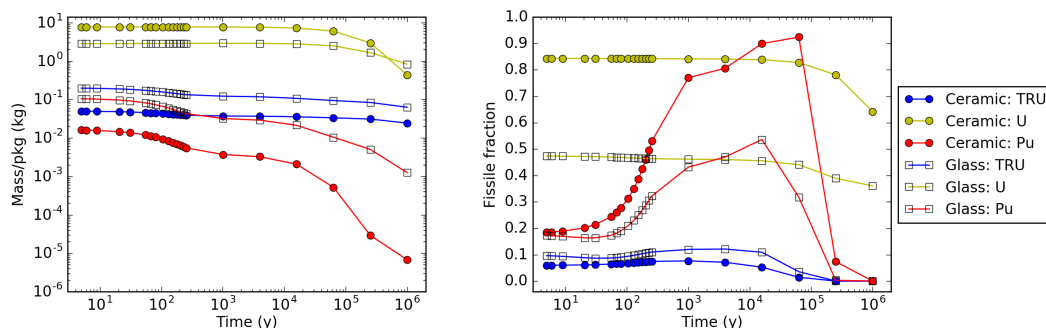 10^1
10^0
10^-1
10^-2
10^-3
10^-4
10^-5
10^-6
Mass/pkg (kg)
10^1 10^2 10^3 10^4 10^5 10^6
Time (y)
1.0
0.9
0.8
0.7
0.6
0.5
0.4
0.3
0.2
0.1
0.0
Fissile fraction
10^1 10^2 10^3 10^4 10^5 10^6
Time (y)
Ceramic: TRU
Ceramic: U
Ceramic: Pu
Glass: TRU
Glass: U
Glass: Pu